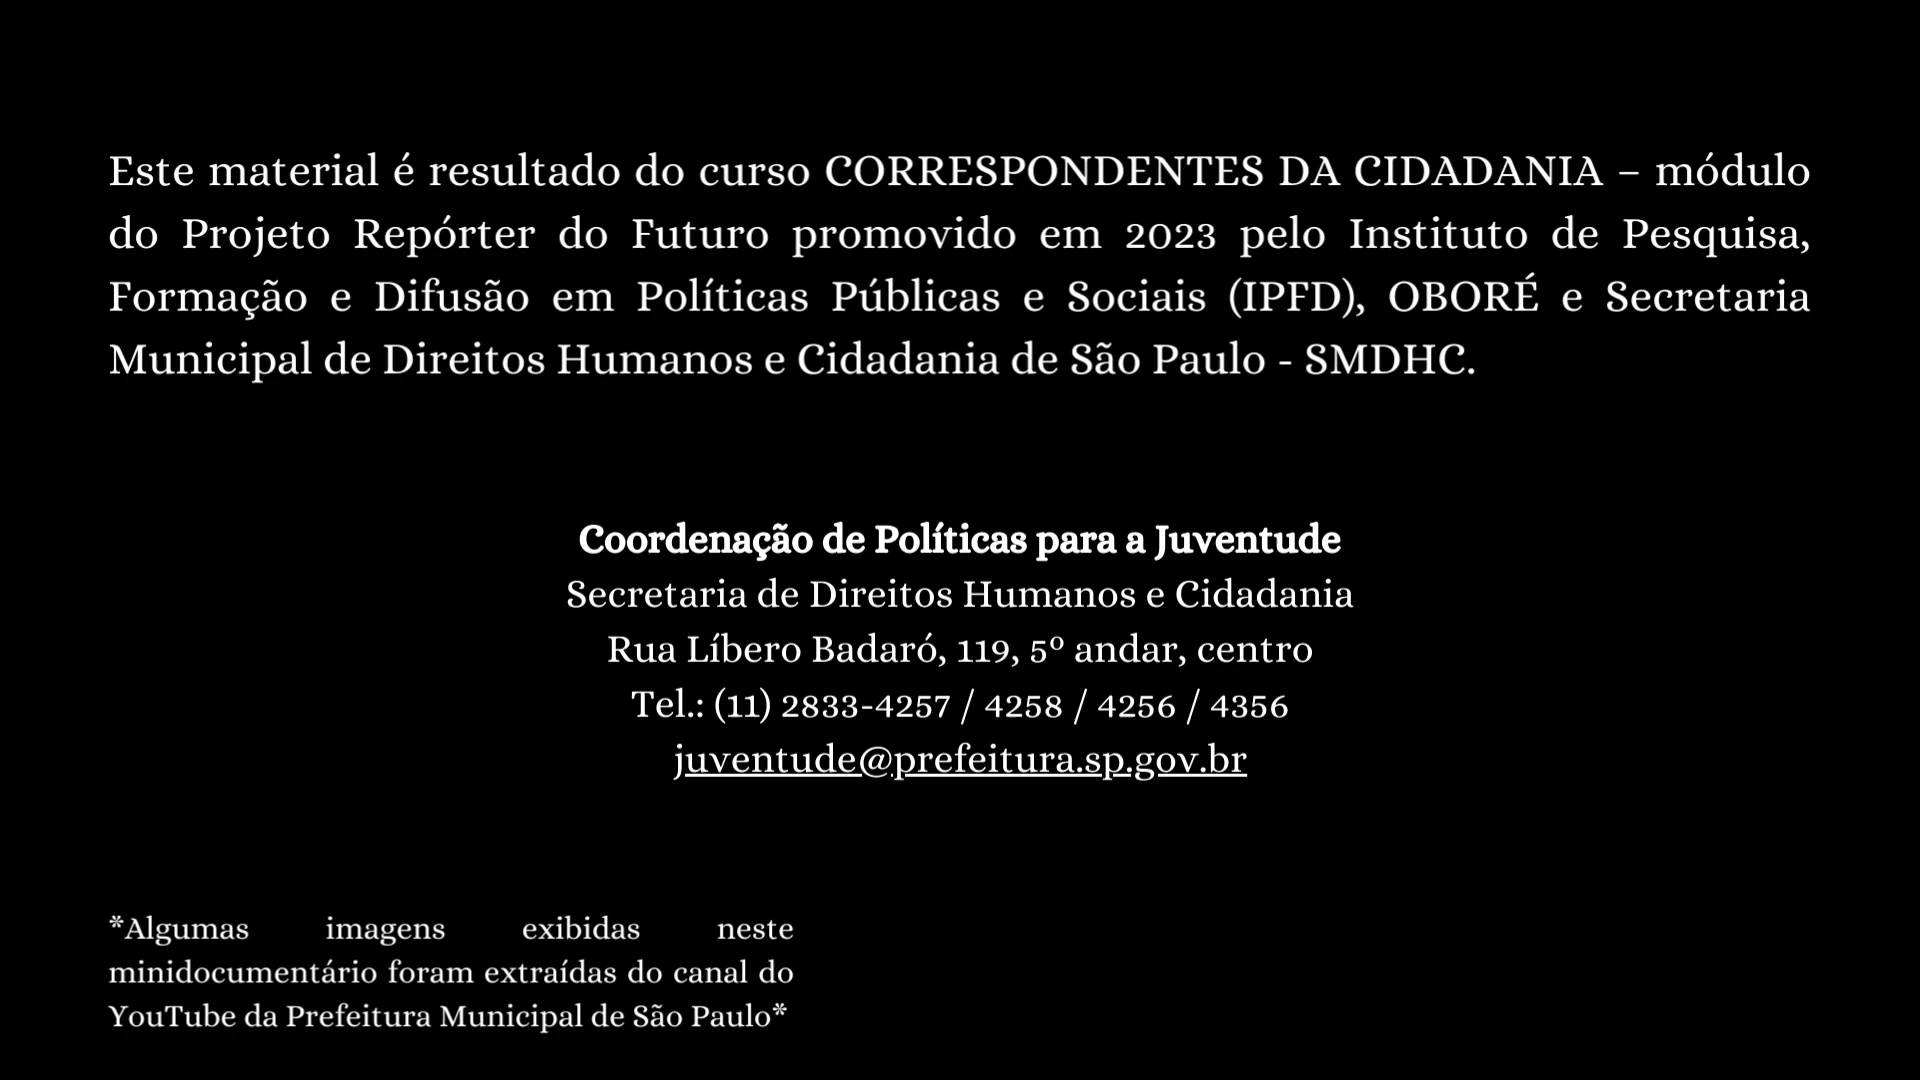 Este material é resultado do curso CORRESPONDENTES DA CIDADANIA – módulo
do Projeto Repórter do Futuro promovido em 2023 pelo Instituto de Pesquisa,
Formação e Difusão em Políticas Públicas e Sociais (IPFD), OBORÉ e Secretaria
Municipal de Direitos Humanos e Cidadania de São Paulo - SMDHC.
Coordenação de Políticas para a Juventude
Secretaria de Direitos Humanos e Cidadania
Rua Líbero Badaró, 119, 5º andar, centro
Tel.: (11) 2833-4257 / 4258 / 4256 / 4356
juventude@prefeitura.sp.gov.br
*Algumas imagens exibidas neste
minidocumentário foram extraídas do canal do
YouTube da Prefeitura Municipal de São Paulo*